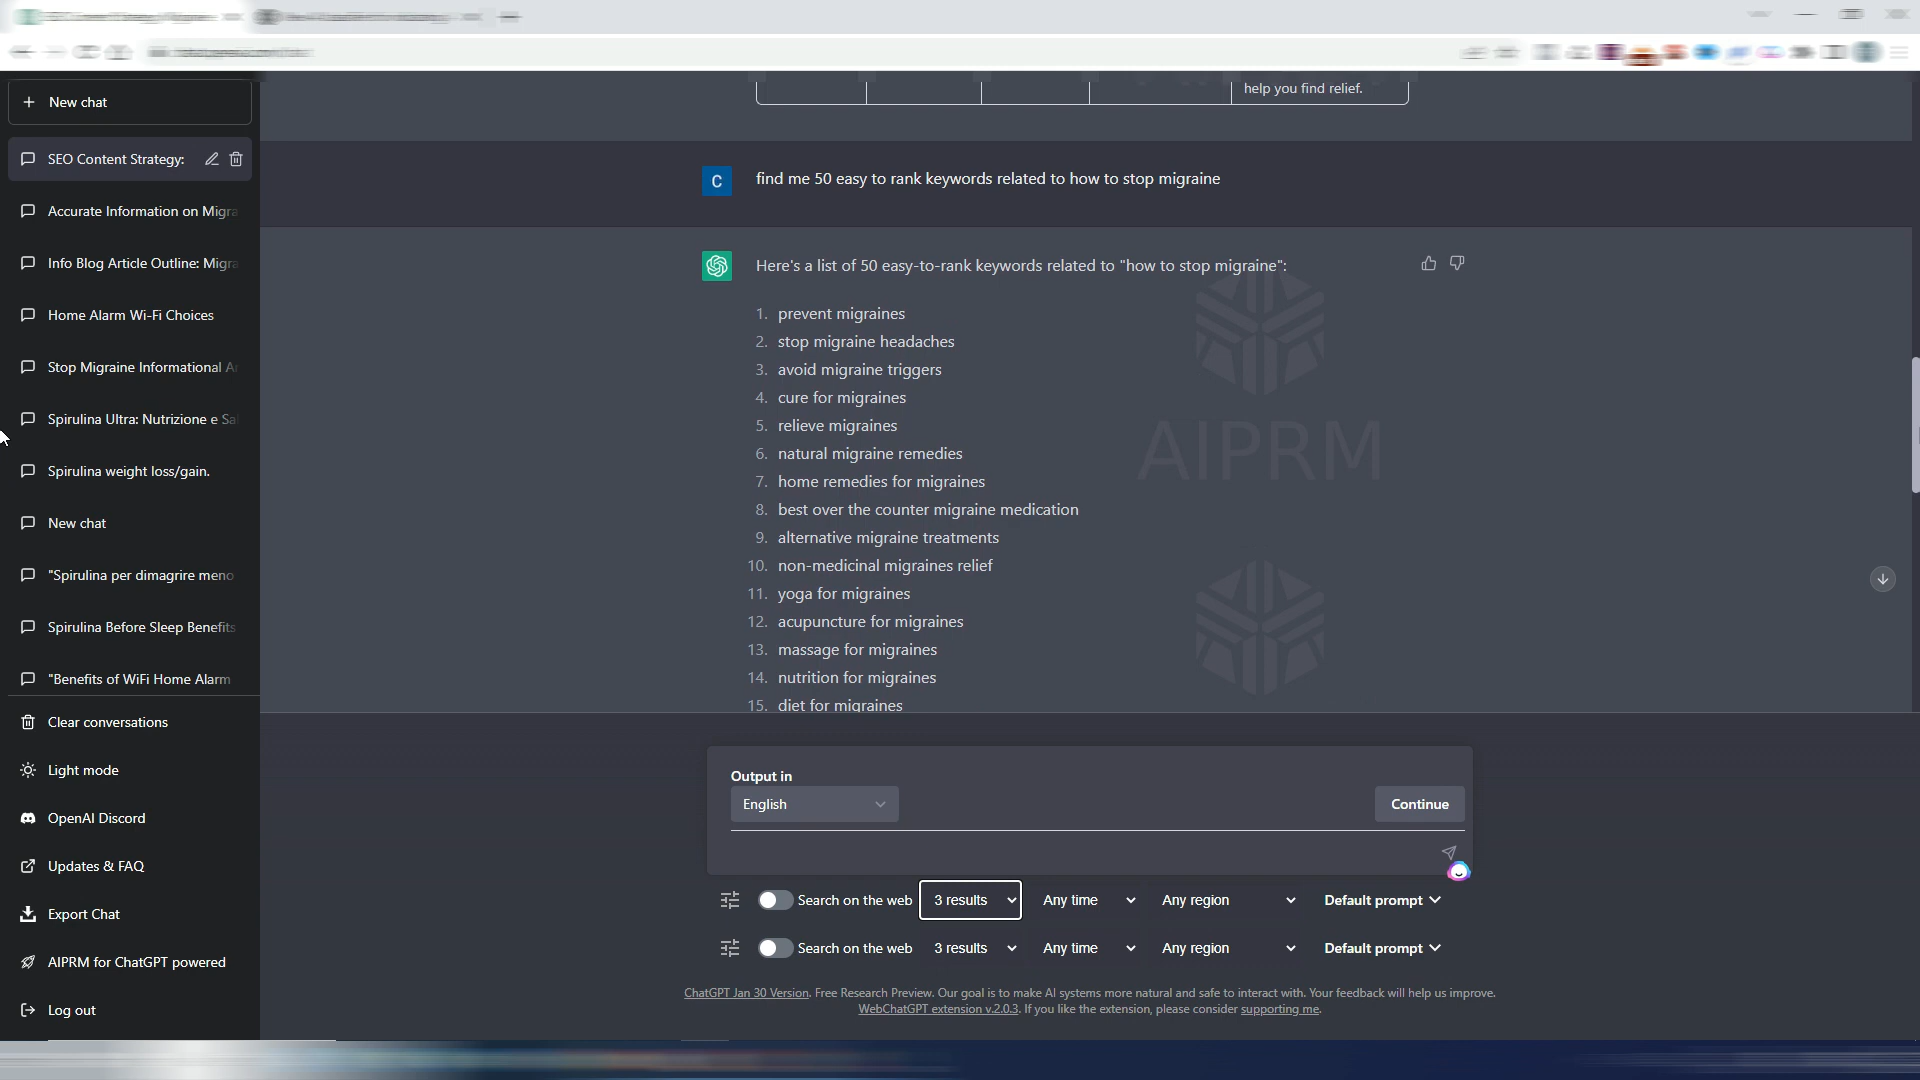 New chat
SEO Content Strategy:
Accurate Information on Migra
Info Blog Article Outline: Migra
Home Alarm Wi-Fi Choices
Stop Migraine Informational Ar
Spirulina Ultra: Nutrizione e Sal
Spirulina weight loss/gain.
New chat
"Spirulina per dimagrire meno
Spirulina Before Sleep Benefits
"Benefits of WiFi Home Alarm
Clear conversations
Light mode
OpenAI Discord
Updates & FAQ
Export Chat
AIPRM for ChatGPT powered
Log out
help you find relief.
C
find me 50 easy to rank keywords related to how to stop migraine
Here's a list of 50 easy-to-rank keywords related to "how to stop migraine":
1. prevent migraines
2. stop migraine headaches
3. avoid migraine triggers
4. cure for migraines
5. relieve migraines
6. natural migraine remedies
7. home remedies for migraines
8. best over the counter migraine medication
9. alternative migraine treatments
10. non-medicinal migraines relief
11. yoga for migraines
12. acupuncture for migraines
13. massage for migraines
14. nutrition for migraines
15. diet for migraines
AIPRM
Output in
English
Continue
Search on the web 3 results Any time Any region Default prompt
Search on the web 3 results Any time Any region Default prompt
ChatGPT Jan 30 Version. Free Research Preview. Our goal is to make AI systems more natural and safe to interact with. Your feedback will help us improve.
WebChatGPT extension v.2.0.3. If you like the extension, please consider supporting me.